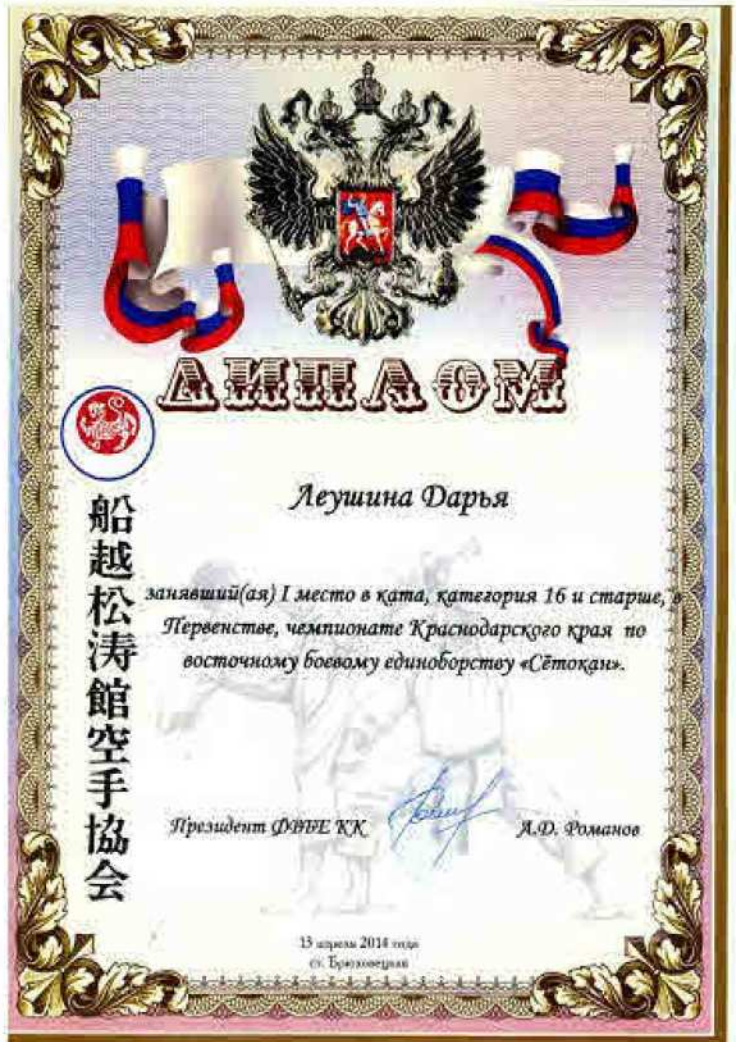 ДИПЛОМ
船越松涛館空手協会
Леушина Дарья
занявший(ая) I место в ката, категория 16 и старше, в
Первенстве, чемпионате Краснодарского края по
восточному боевому единоборству «Сётокан».
Президент ФВБЕ КК А.Д. Романов
13 апреля 2014 года
ст. Брюховецкая